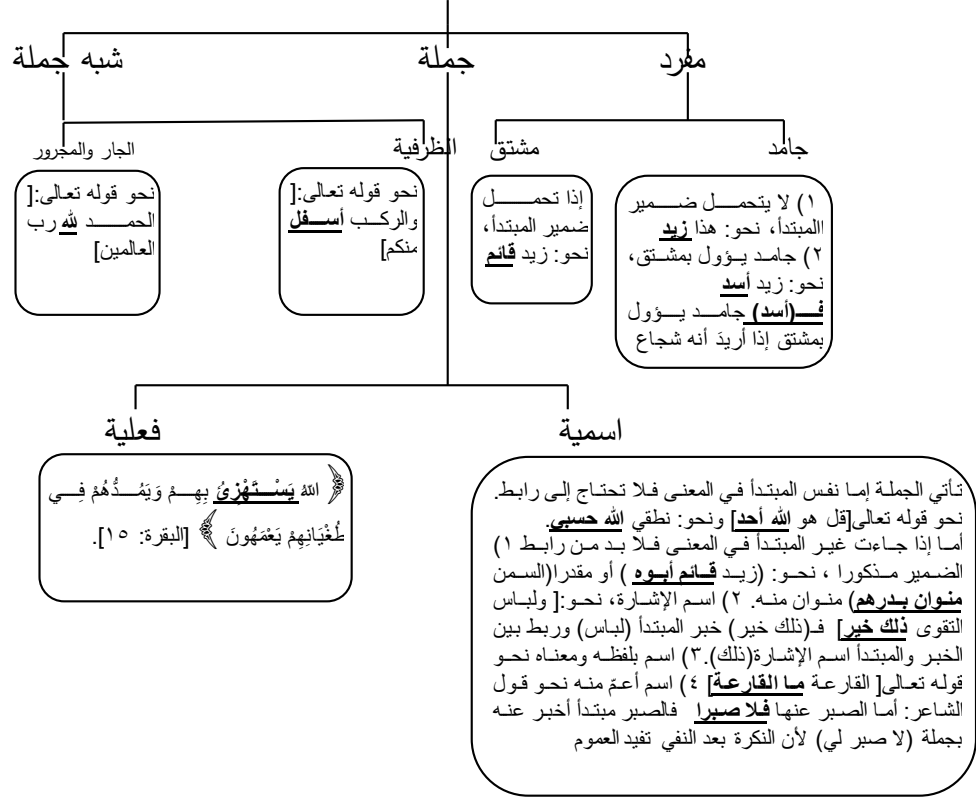 مفرد
جملة
شبه جملة
جامد
مشتق
الظرفية
الجار والمجرور
١) لا يتحمل ضمير
االمبتدأ، نحو: هذا زيد
٢) جامد يؤول بمشتق،
نحو: زيد أسد
فـ(أسد) جامد يؤول
بمشتق إذا أريدَ أنه شجاع
إذا تحمل
ضمير المبتدأ،
نحو: زيد قائم
نحو قوله تعالى:[
والركب أسفل
منكم]
نحو قوله تعالى:[
الحمد لله رب
العالمين]
اسمية
فعلية
تأتي الجملة إما نفس المبتدأ في المعنى فلا تحتاج إلى رابط.
نحو قوله تعالى[قل هو الله أحد] ونحو: نطقي الله حسبي.
أما إذا جاءت غير المبتدأ في المعنى فلا بد من رابط ١)
الضمير مذكورا ، نحو: (زيد قائم أبوه ) أو مقدرا(السمن
منوان بدرهم) منوان منه. ٢) اسم الإشارة، نحو:[ ولباس
التقوى ذلك خير] فـ(ذلك خير) خبر المبتدأ (لباس) وربط بين
الخبر والمبتدأ اسم الإشارة(ذلك).٣) اسم بلفظه ومعناه نحو
قوله تعالى[ القارعة ما القارعة] ٤) اسم أعمّ منه نحو قول
الشاعر: أما الصبر عنها فلا صبرا فالصبر مبتدأ أخبر عنه
بجملة (لا صبر لي) لأن النكرة بعد النفي تفيد العموم
﴿ اللهُ يَسْتَهْزِئُ بِهِمْ وَيَمُدُّهُمْ فِي
طُغْيَانِهِمْ يَعْمَهُونَ ﴾ [البقرة: ١٥].